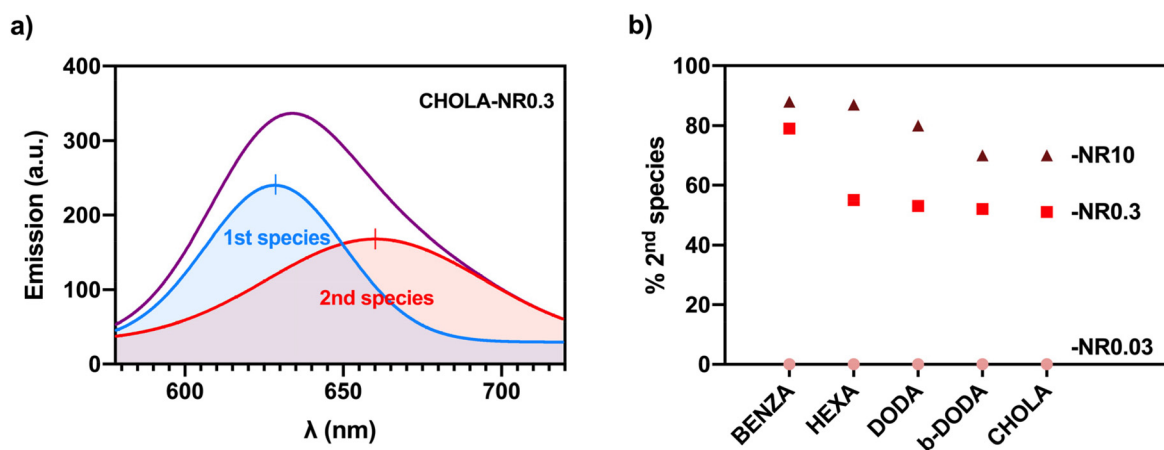 a)
400
300
200
100
0
Emission (a.u.)
CHOLA-NR0.3
1st species
2nd species
600
650
700
λ (nm)
b)
100
80
60
40
20
0
% 2nd species
-NR10
-NR0.3
-NR0.03
BENZA
HEXA
DODA
b-DODA
CHOLA